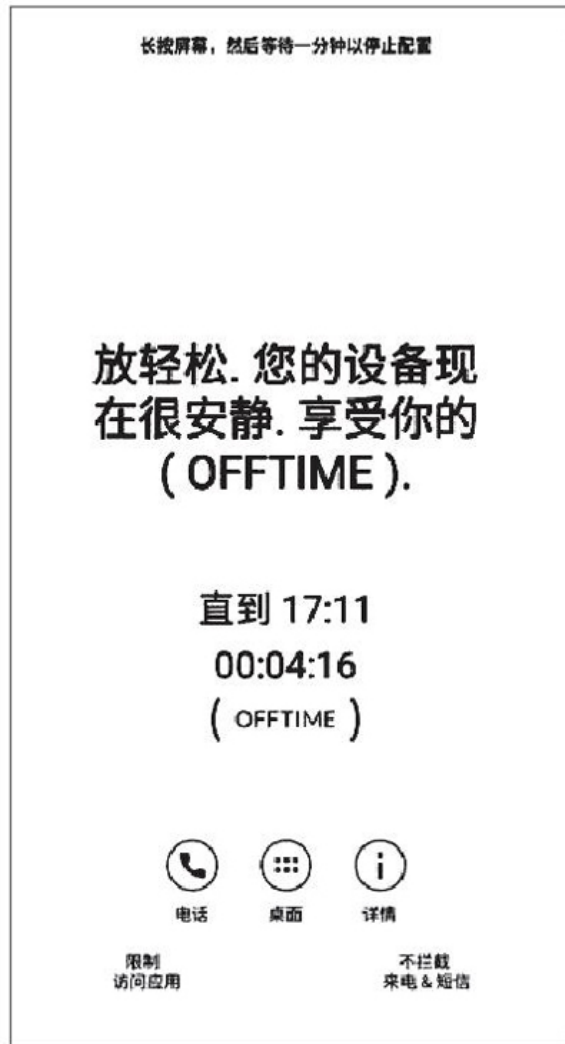 长按屏幕，然后等待一分钟以停止配置
放轻松. 您的设备现
在很安静. 享受你的
( OFFTIME ).
直到 17:11
00:04:16
( OFFTIME )
电话 桌面 详情
限制 不拦截
访问应用 来电 & 短信